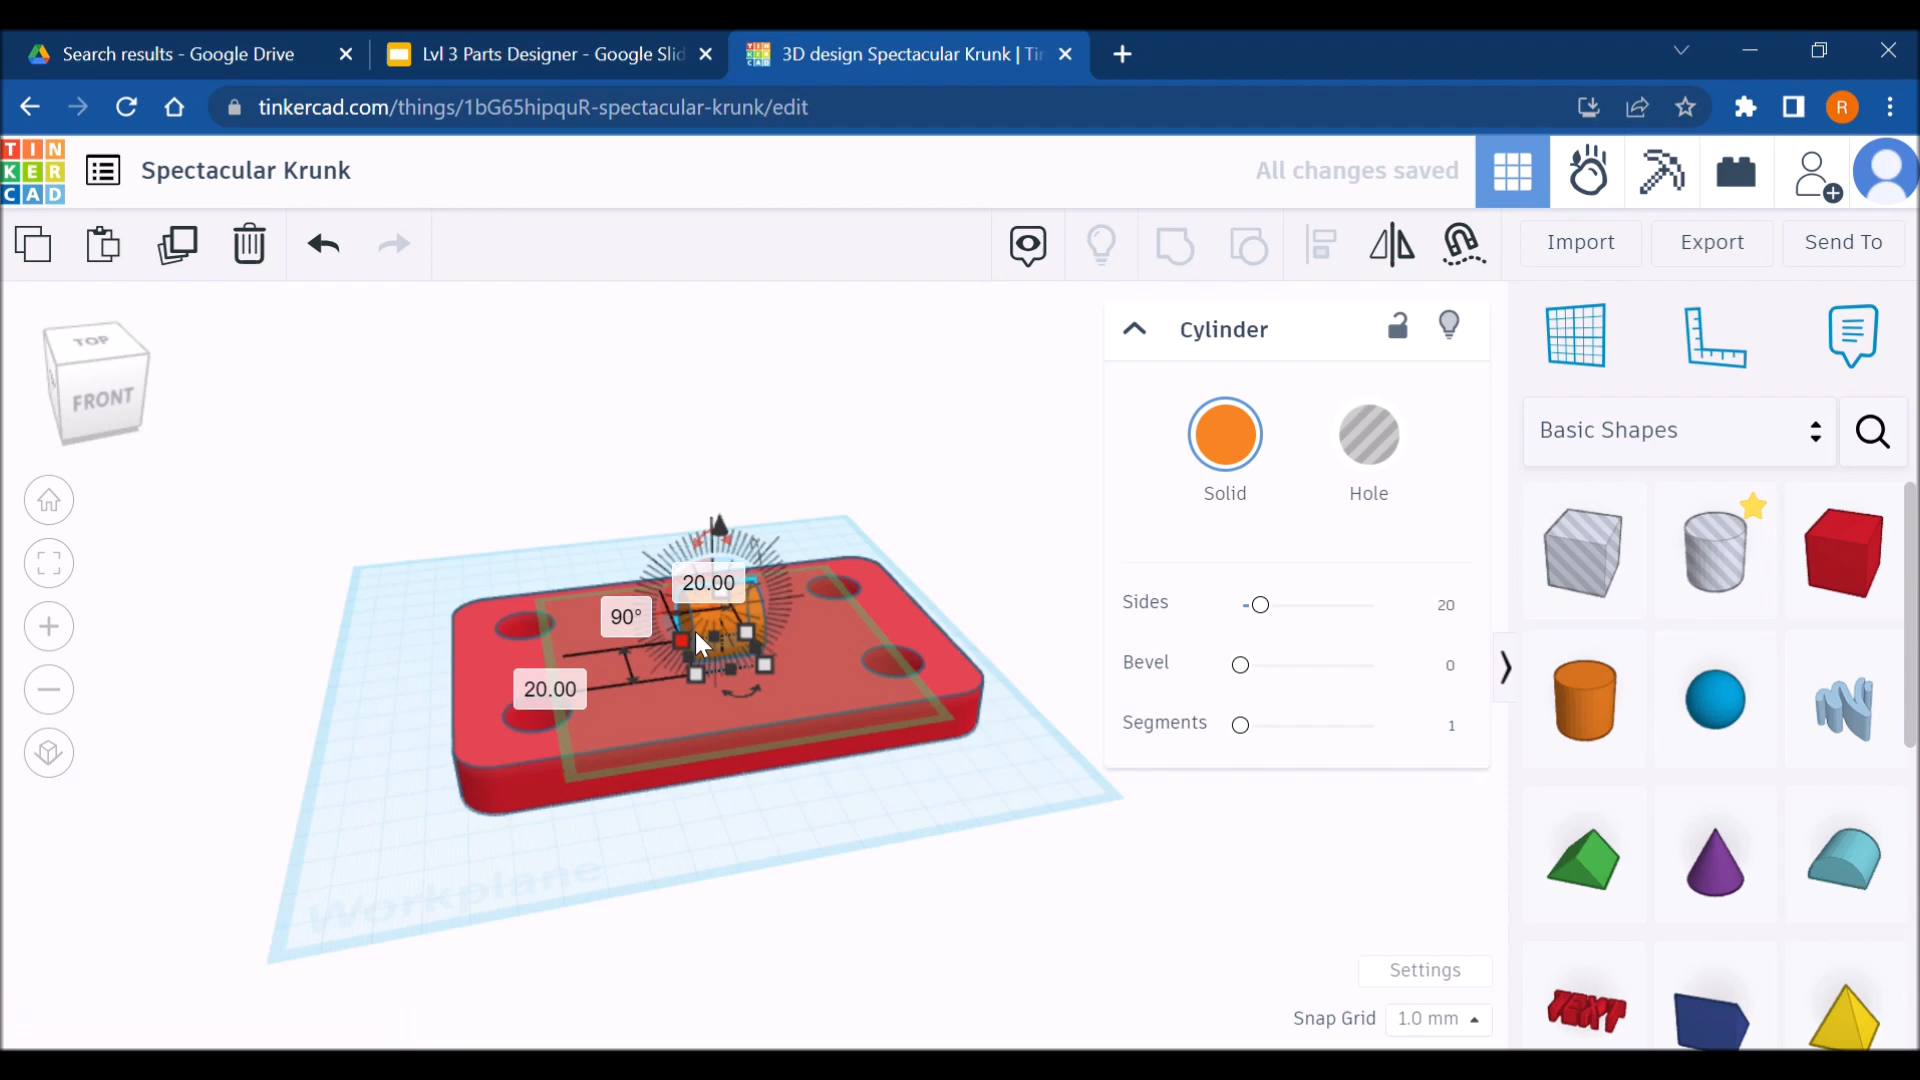 Search results - Google Drive
Lvl 3 Parts Designer - Google Slid
3D design Spectacular Krunk | Tin
tinkercad.com/things/1bG65hipquR-spectacular-krunk/edit
R
TIN
KER
CAD
Spectacular Krunk
All changes saved
Import
Export
Send To
TOP
FRONT
Cylinder
Solid
Hole
Sides
20
Bevel
0
Segments
1
Basic Shapes
20.00
90°
20.00
Workplane
TEXT
Settings
Snap Grid
1.0 mm